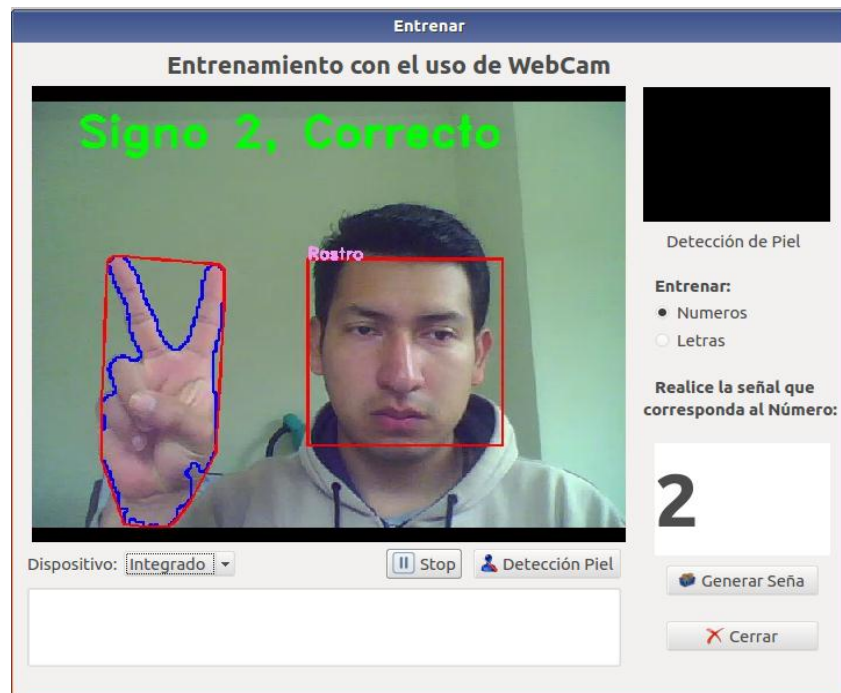 Entrenar
Entrenamiento con el uso de WebCam
Signo 2, Correcto
Rostro
Detección de Piel
Entrenar:
Numeros
Letras
Realice la señal que
corresponda al Número:
2
Dispositivo: Integrado
Stop
Detección Piel
Generar Seña
Cerrar